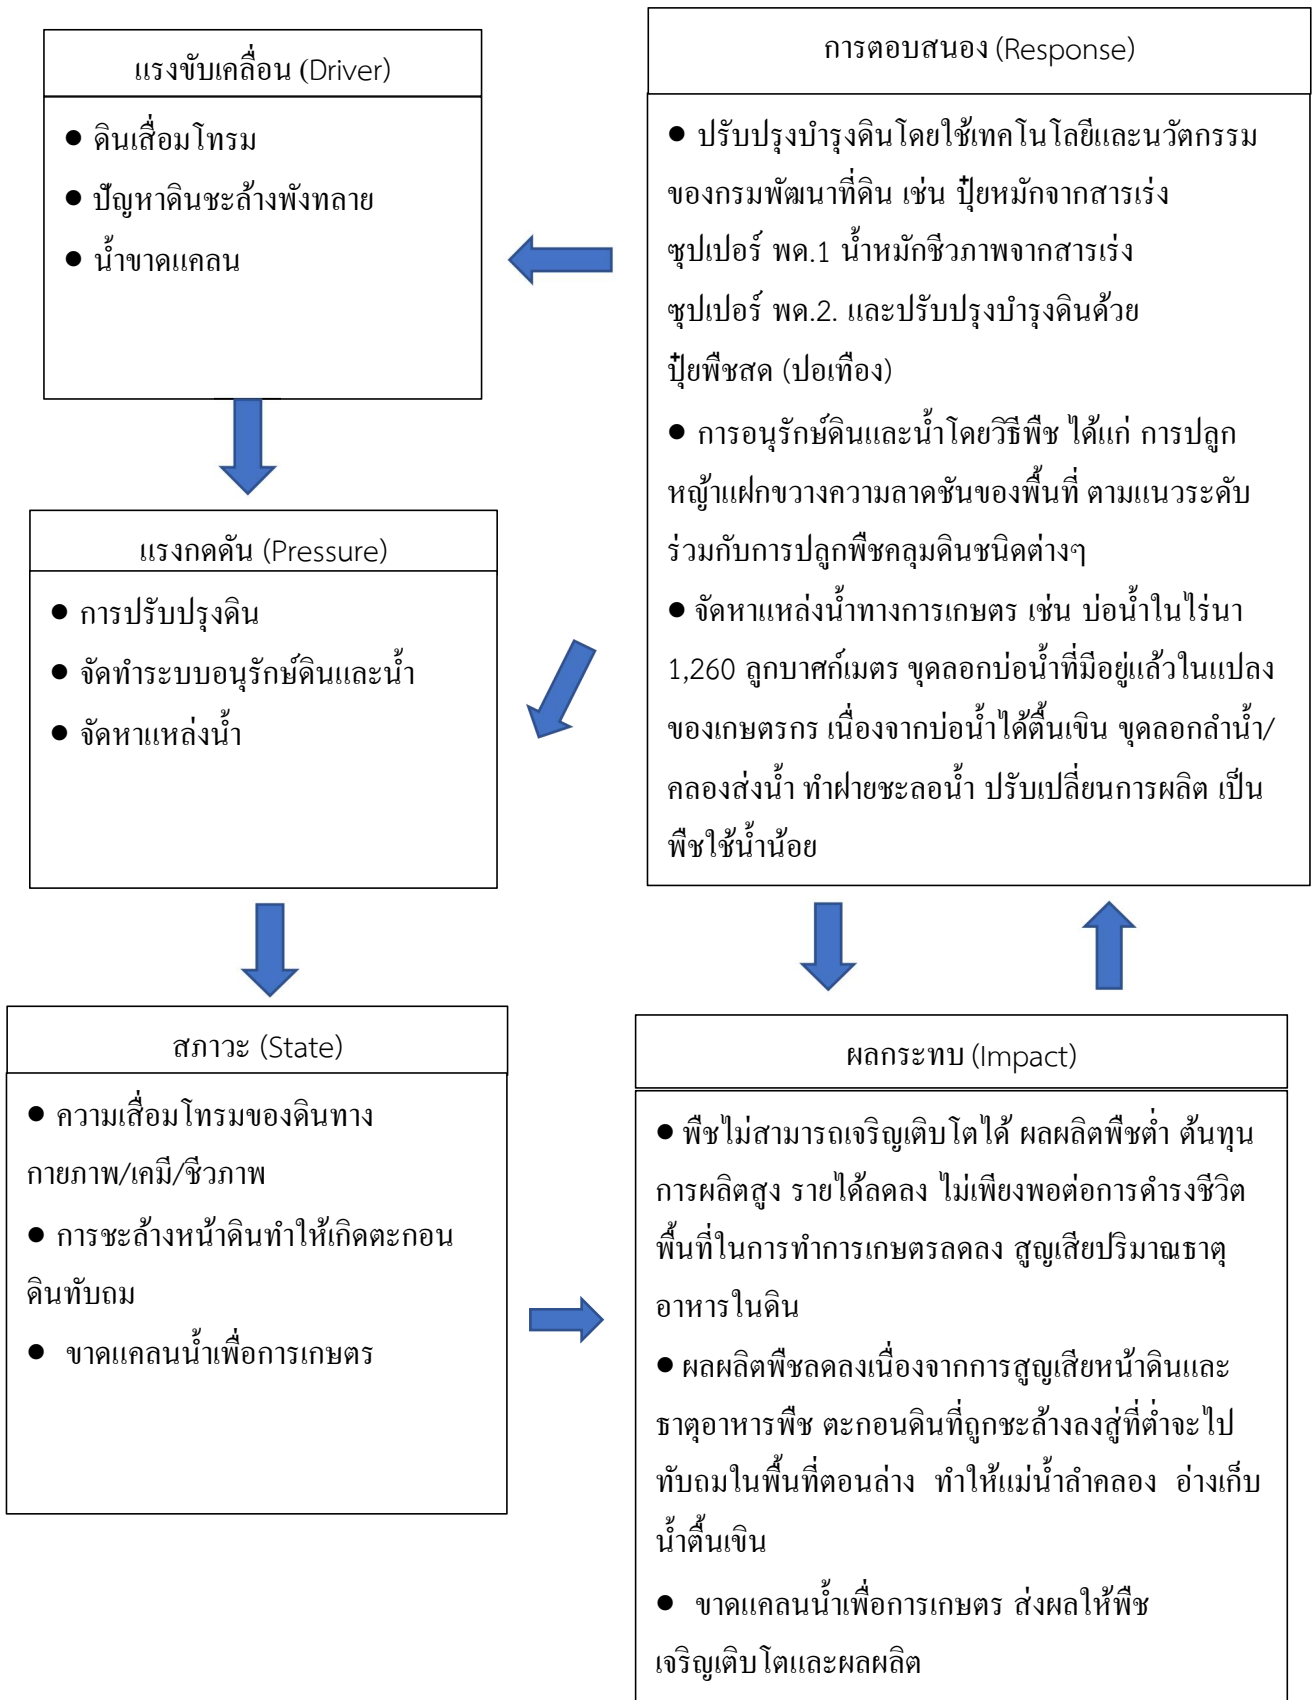 แรงขับเคลื่อน (Driver)
● ดินเสื่อมโทรม
● ปัญหาดินชะล้างพังทลาย
● น้ำขาดแคลน
การตอบสนอง (Response)
● ปรับปรุงบำรุงดินโดยใช้เทคโนโลยีและนวัตกรรม
ของกรมพัฒนาที่ดิน เช่น ปุ๋ยหมักจากสารเร่ง
ซุปเปอร์ พด.1 น้ำหมักชีวภาพจากสารเร่ง
ซุปเปอร์ พด.2. และปรับปรุงบำรุงดินด้วย
ปุ๋ยพืชสด (ปอเทือง)
● การอนุรักษ์ดินและน้ำโดยวิธีพืช ได้แก่ การปลูก
หญ้าแฝกขวางความลาดชันของพื้นที่ ตามแนวระดับ
ร่วมกับการปลูกพืชคลุมดินชนิดต่างๆ
● จัดหาแหล่งน้ำทางการเกษตร เช่น บ่อน้ำในไร่นา
1,260 ลูกบาศก์เมตร ขุดลอกบ่อน้ำที่มีอยู่แล้วในแปลง
ของเกษตรกร เนื่องจากบ่อน้ำได้ตื้นเขิน ขุดลอกลำน้ำ/
คลองส่งน้ำ ทำฝายชะลอน้ำ ปรับเปลี่ยนการผลิต เป็น
พืชใช้น้ำน้อย
แรงกดดัน (Pressure)
● การปรับปรุงดิน
● จัดทำระบบอนุรักษ์ดินและน้ำ
● จัดหาแหล่งน้ำ
สภาวะ (State)
● ความเสื่อมโทรมของดินทาง
กายภาพ/เคมี/ชีวภาพ
● การชะล้างหน้าดินทำให้เกิดตะกอน
ดินทับถม
● ขาดแคลนน้ำเพื่อการเกษตร
ผลกระทบ (Impact)
● พืชไม่สามารถเจริญเติบโตได้ ผลผลิตพืชต่ำ ต้นทุน
การผลิตสูง รายได้ลดลง ไม่เพียงพอต่อการดำรงชีวิต
พื้นที่ในการทำการเกษตรลดลง สูญเสียปริมาณธาตุ
อาหารในดิน
● ผลผลิตพืชลดลงเนื่องจากการสูญเสียหน้าดินและ
ธาตุอาหารพืช ตะกอนดินที่ถูกชะล้างลงสู่ที่ต่ำจะไป
ทับถมในพื้นที่ตอนล่าง ทำให้แม่น้ำลำคลอง อ่างเก็บ
น้ำตื้นเขิน
● ขาดแคลนน้ำเพื่อการเกษตร ส่งผลให้พืช
เจริญเติบโตและผลผลิต